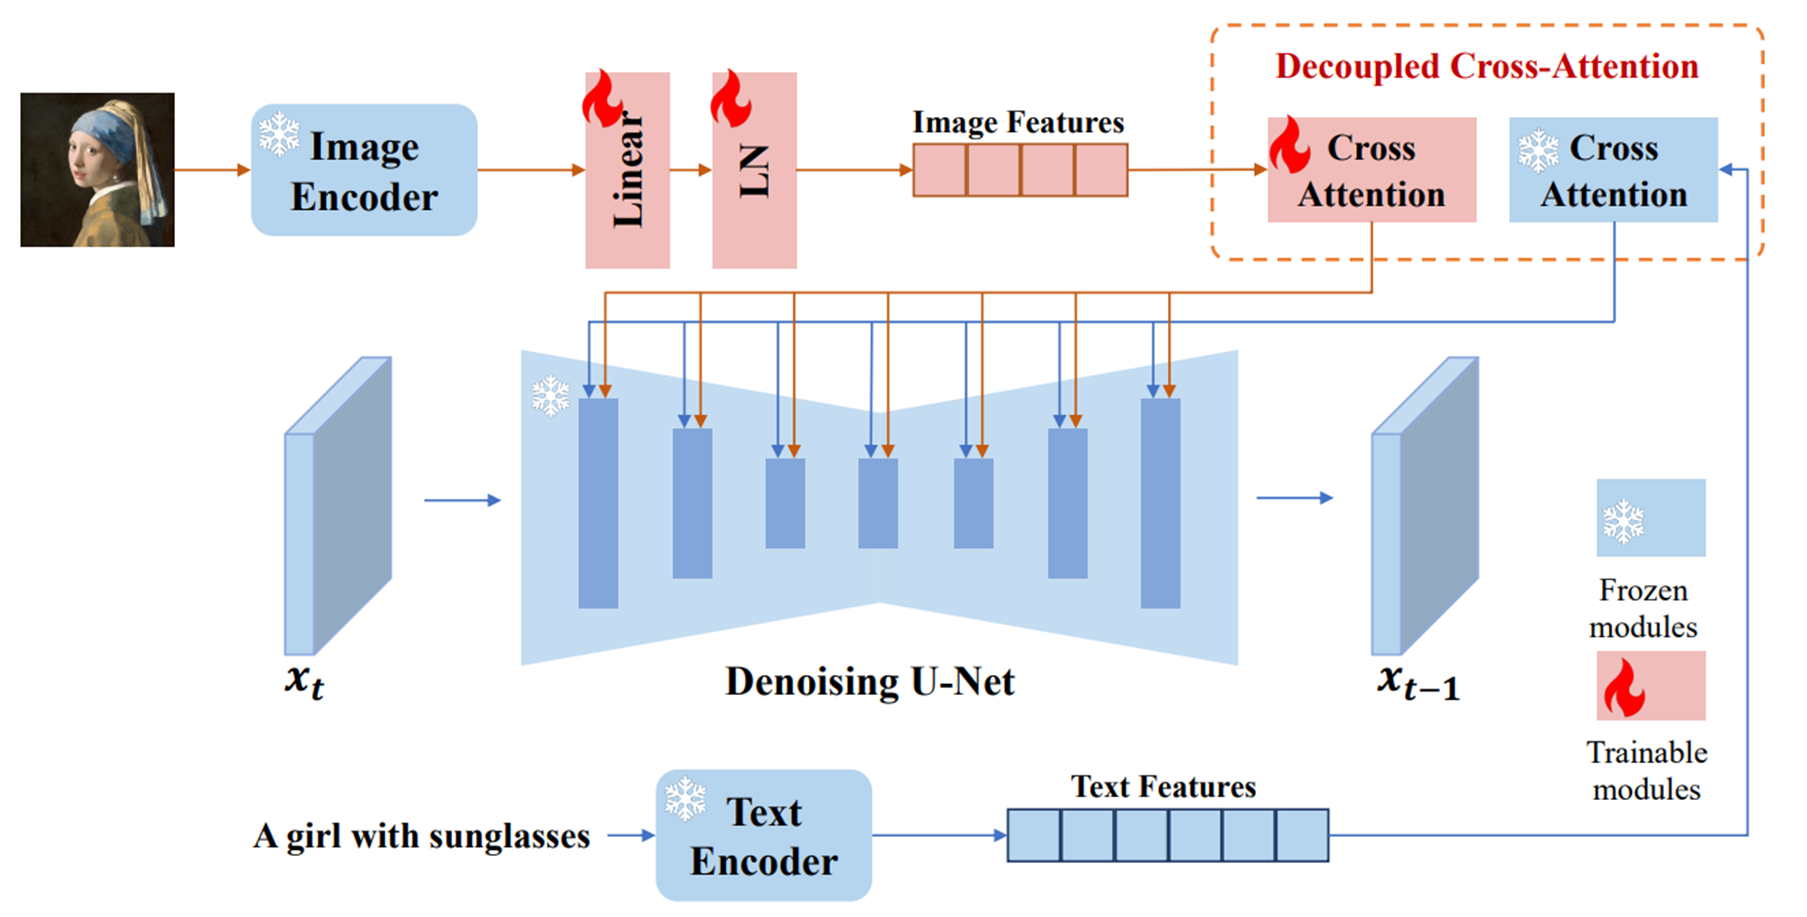 Decoupled Cross-Attention
Image
Encoder
Linear
LN
Image Features
Cross
Attention
Cross
Attention
x_t
Denoising U-Net
x_{t-1}
Frozen
modules
Trainable
modules
A girl with sunglasses
Text
Encoder
Text Features